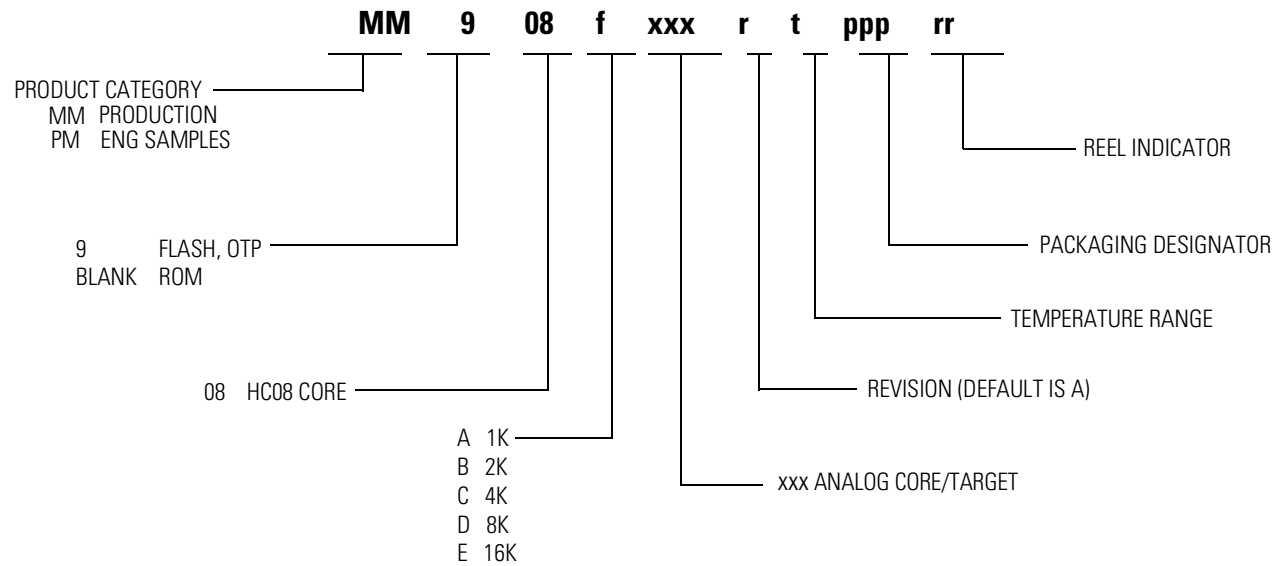 MM 9 08 f xxx r t ppp rr
PRODUCT CATEGORY
MM PRODUCTION
PM ENG SAMPLES
REEL INDICATOR
9 FLASH, OTP
BLANK ROM
PACKAGING DESIGNATOR
TEMPERATURE RANGE
08 HC08 CORE
REVISION (DEFAULT IS A)
A 1K
B 2K
C 4K
D 8K
E 16K
xxx ANALOG CORE/TARGET